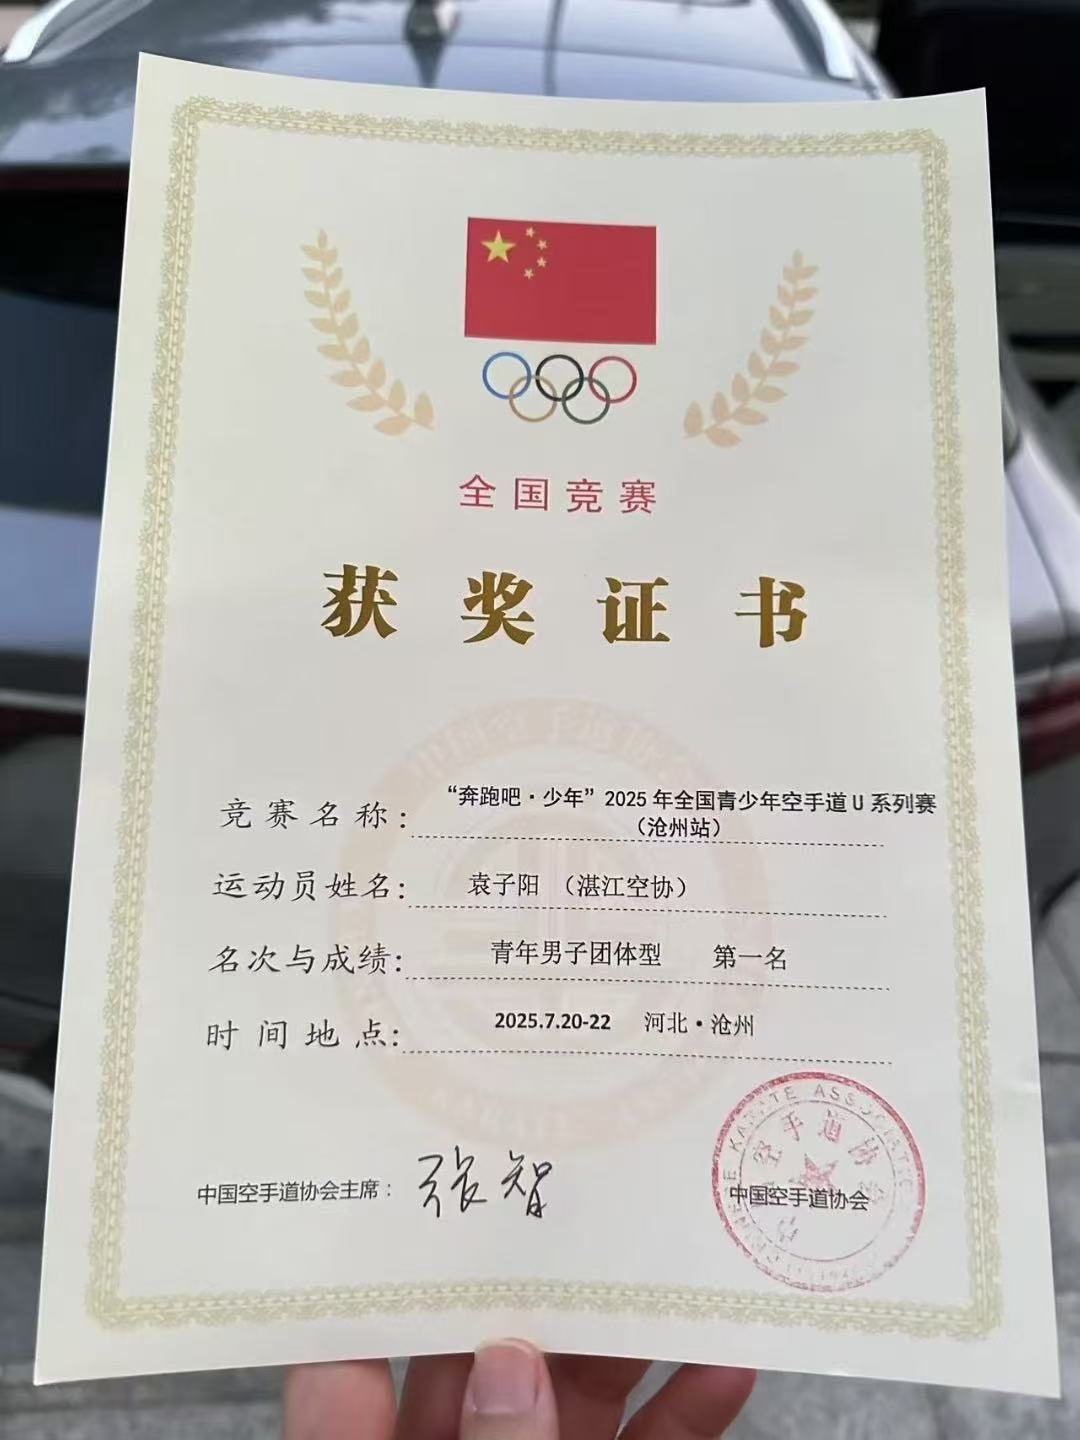 全国竞赛
获奖证书
竞赛名称：“奔跑吧·少年”2025年全国青少年空手道U系列赛
（沧州站）
运动员姓名：袁子阳 （湛江空协）
名次与成绩：青年男子团体型 第一名
时间地点：2025.7.20-22 河北·沧州
中国空手道协会主席：张智
中国空手道协会